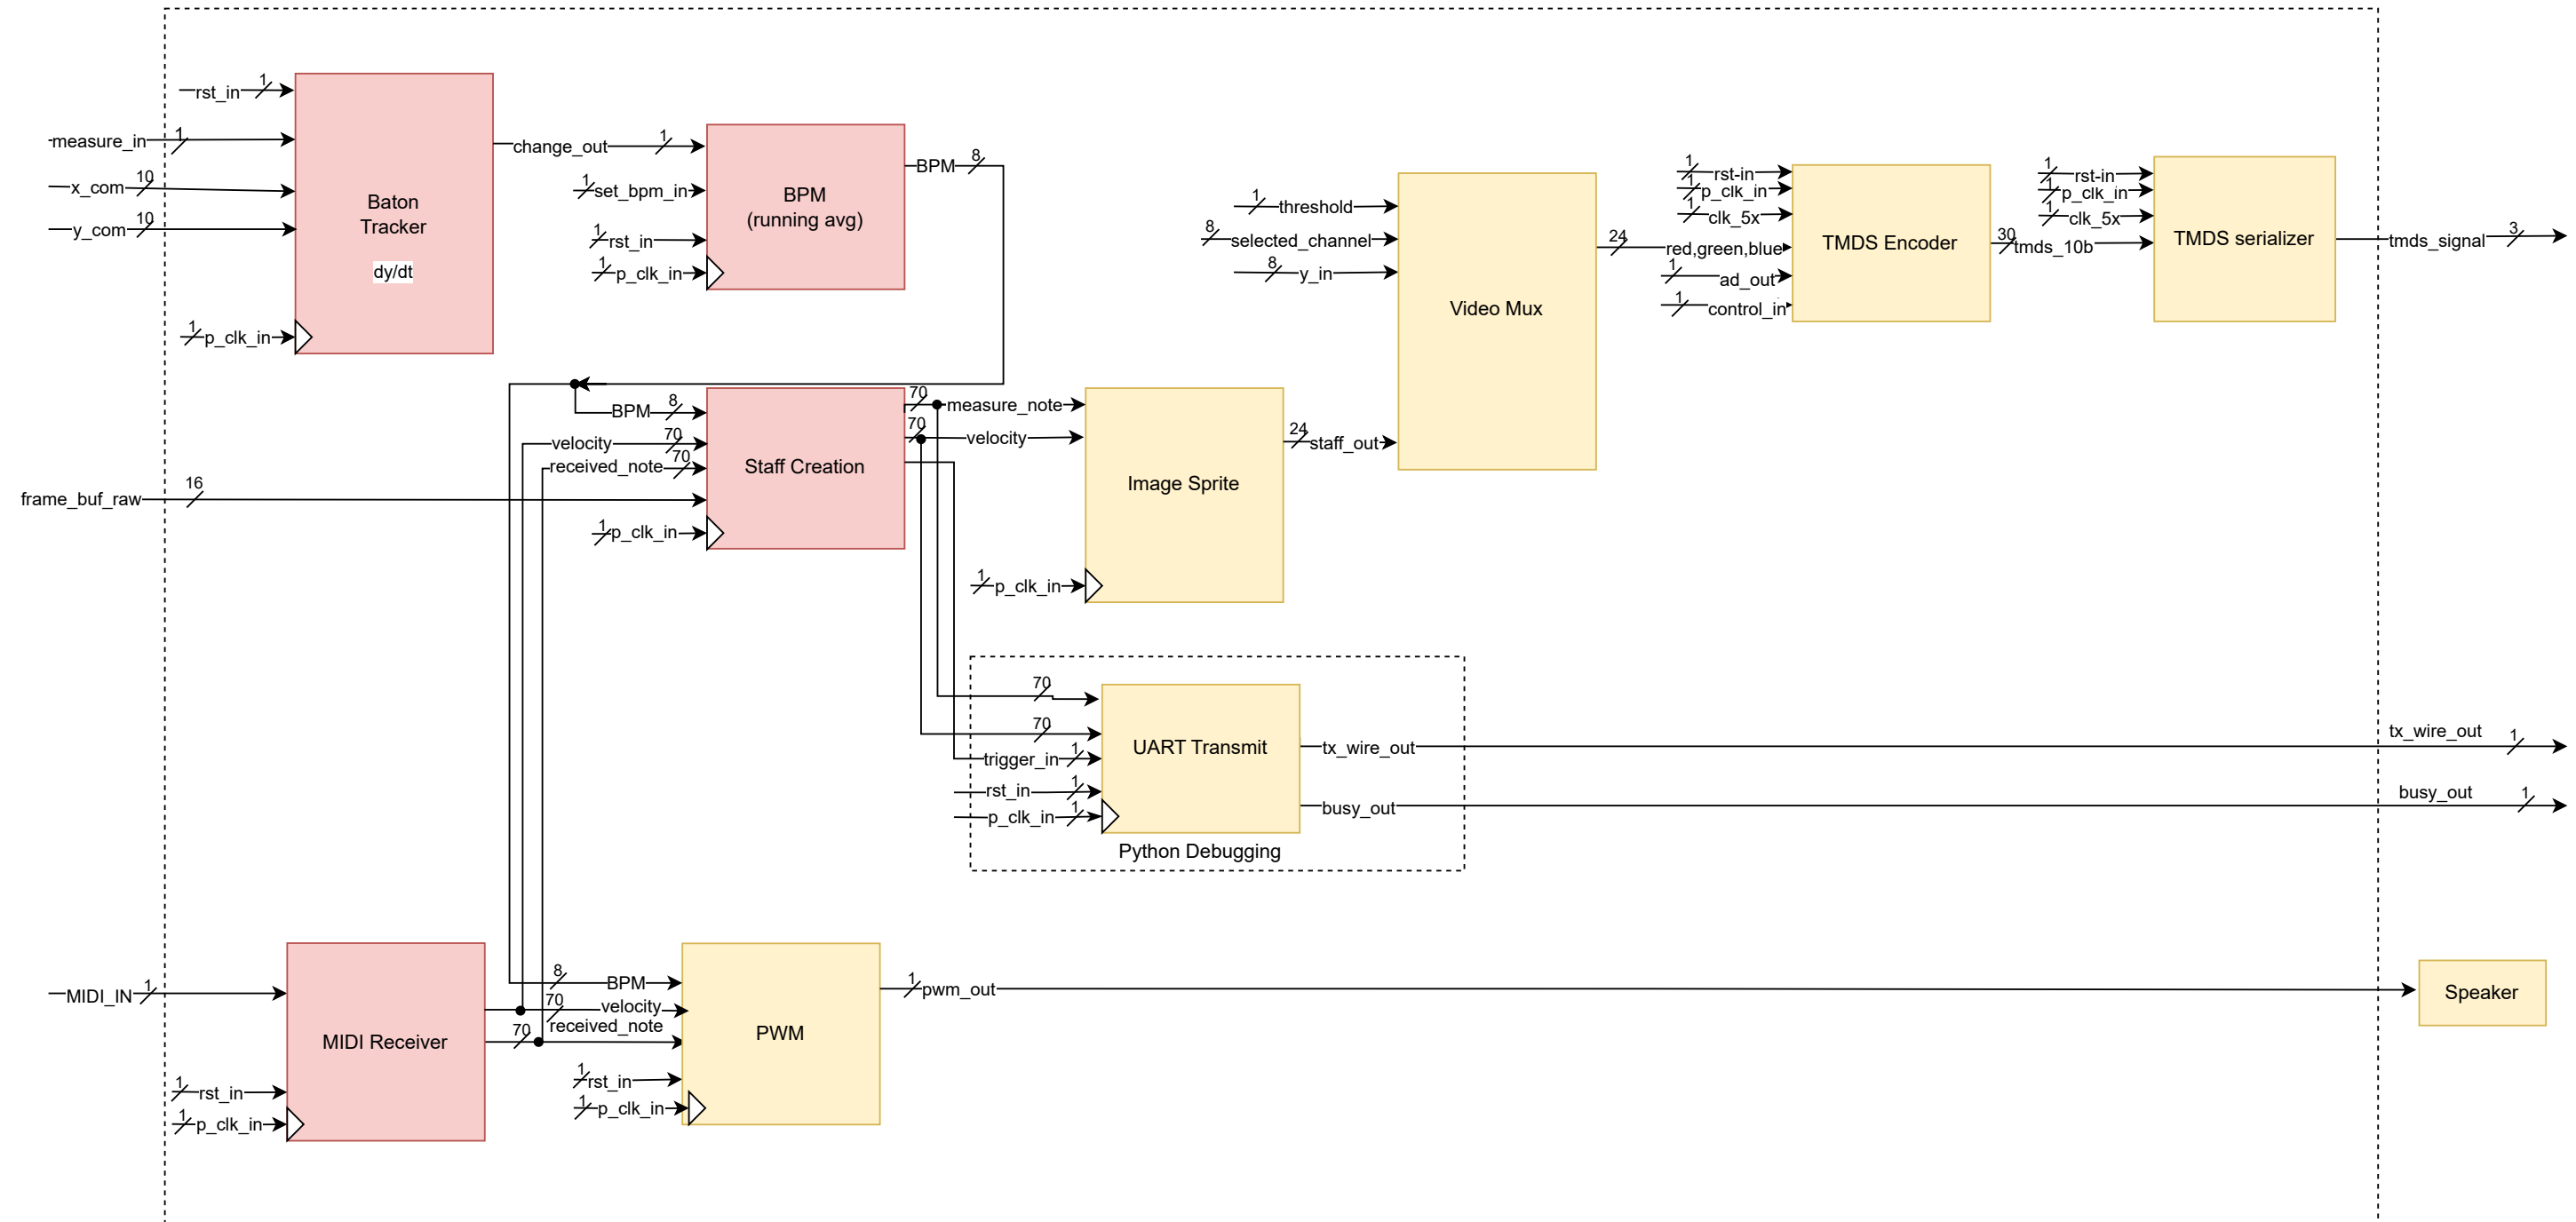 rst_in
1
measure_in
1
x_com
10
y_com
10
1
p_clk_in
Baton
Tracker
dy/dt
change_out
1
1
set_bpm_in
1
rst_in
1
p_clk_in
BPM
(running avg)
BPM
8
1
threshold
8
selected_channel
8
y_in
Video Mux
24
red,green,blue
1
rst-in
1
p_clk_in
1
clk_5x
1
ad_out
1
control_in
TMDS Encoder
30
tmds_10b
1
rst-in
1
p_clk_in
1
clk_5x
TMDS serializer
tmds_signal
3
BPM
8
velocity
70
received_note
70
frame_buf_raw
16
1
p_clk_in
Staff Creation
70
measure_note
70
velocity
1
p_clk_in
Image Sprite
24
staff_out
70
70
trigger_in
1
rst_in
1
p_clk_in
1
UART Transmit
Python Debugging
tx_wire_out
tx_wire_out
1
busy_out
busy_out
1
MIDI_IN
1
1
rst_in
1
p_clk_in
MIDI Receiver
8
BPM
70
velocity
70
received_note
1
rst_in
1
p_clk_in
PWM
1
pwm_out
Speaker